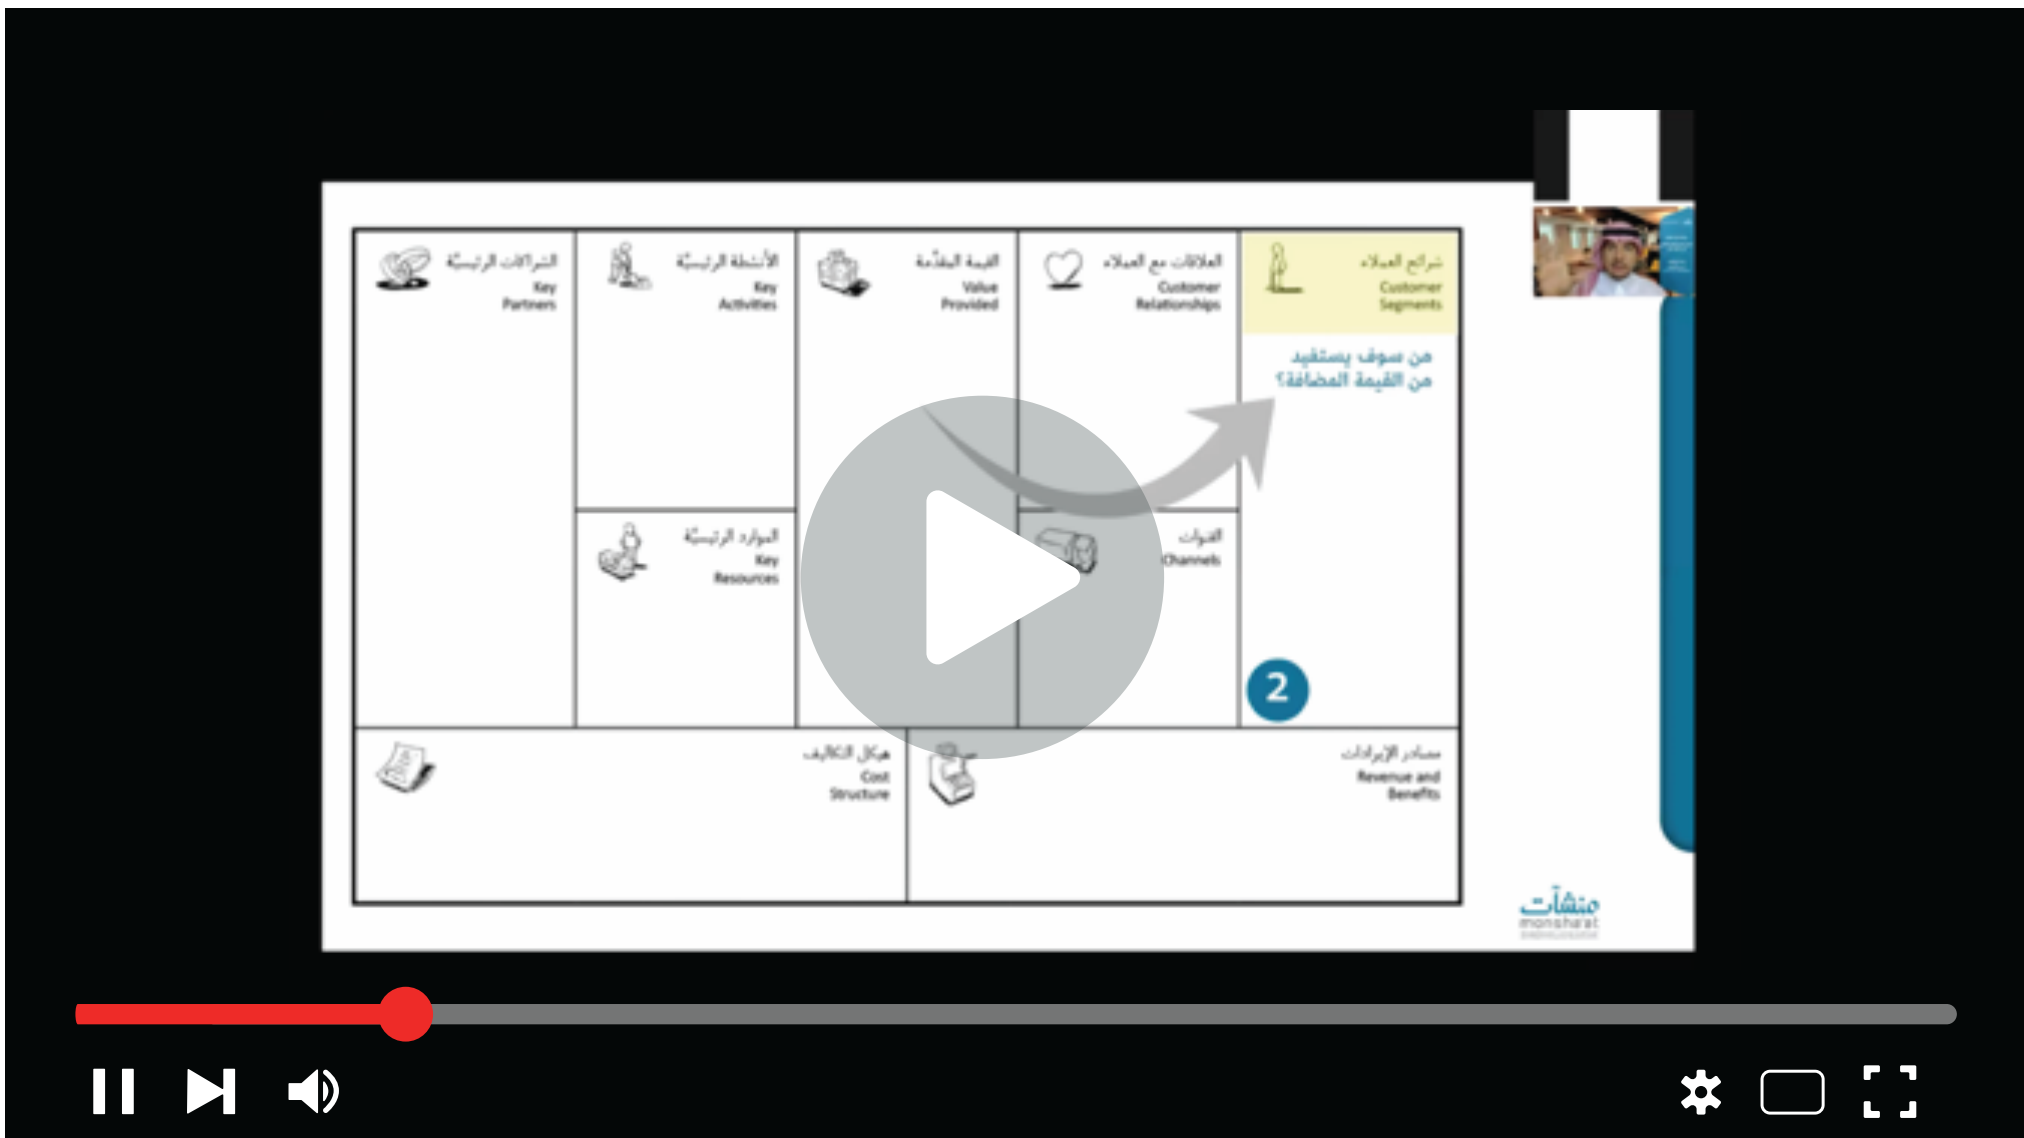 شرائح العملاء
Customer
Segments
من سوف يستفيد
من القيمة المضافة؟
2
العلاقات مع العملاء
Customer
Relationships
القنوات
Channels
القيمة المقدّمة
Value
Provided
الأنشطة الرئيسيّة
Key
Activities
الموارد الرئيسيّة
Key
Resources
الشراكات الرئيسيّة
Key
Partners
مصادر الإيرادات
Revenue and
Benefits
هيكل التكاليف
Cost
Structure
منشآت
monsha'at